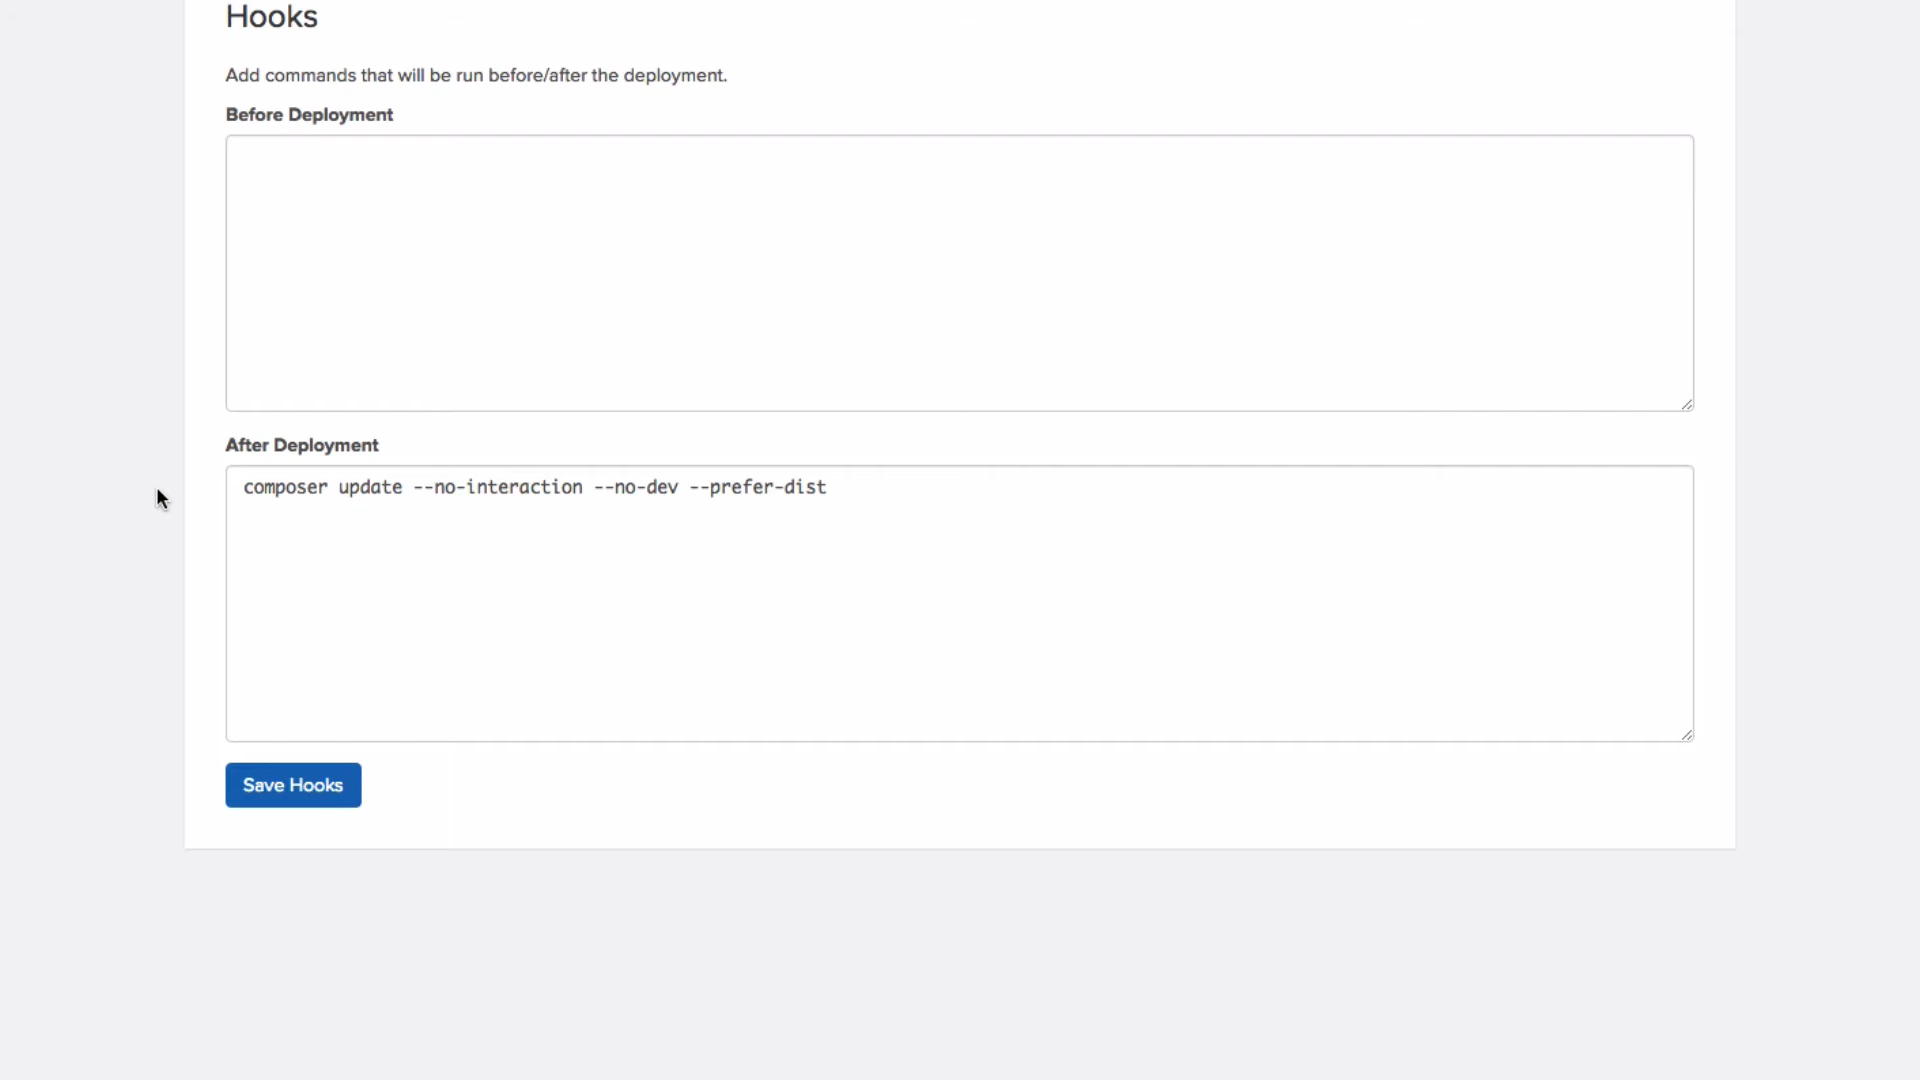 Hooks
Add commands that will be run before/after the deployment.
Before Deployment
After Deployment
composer update --no-interaction --no-dev --prefer-dist
Save Hooks